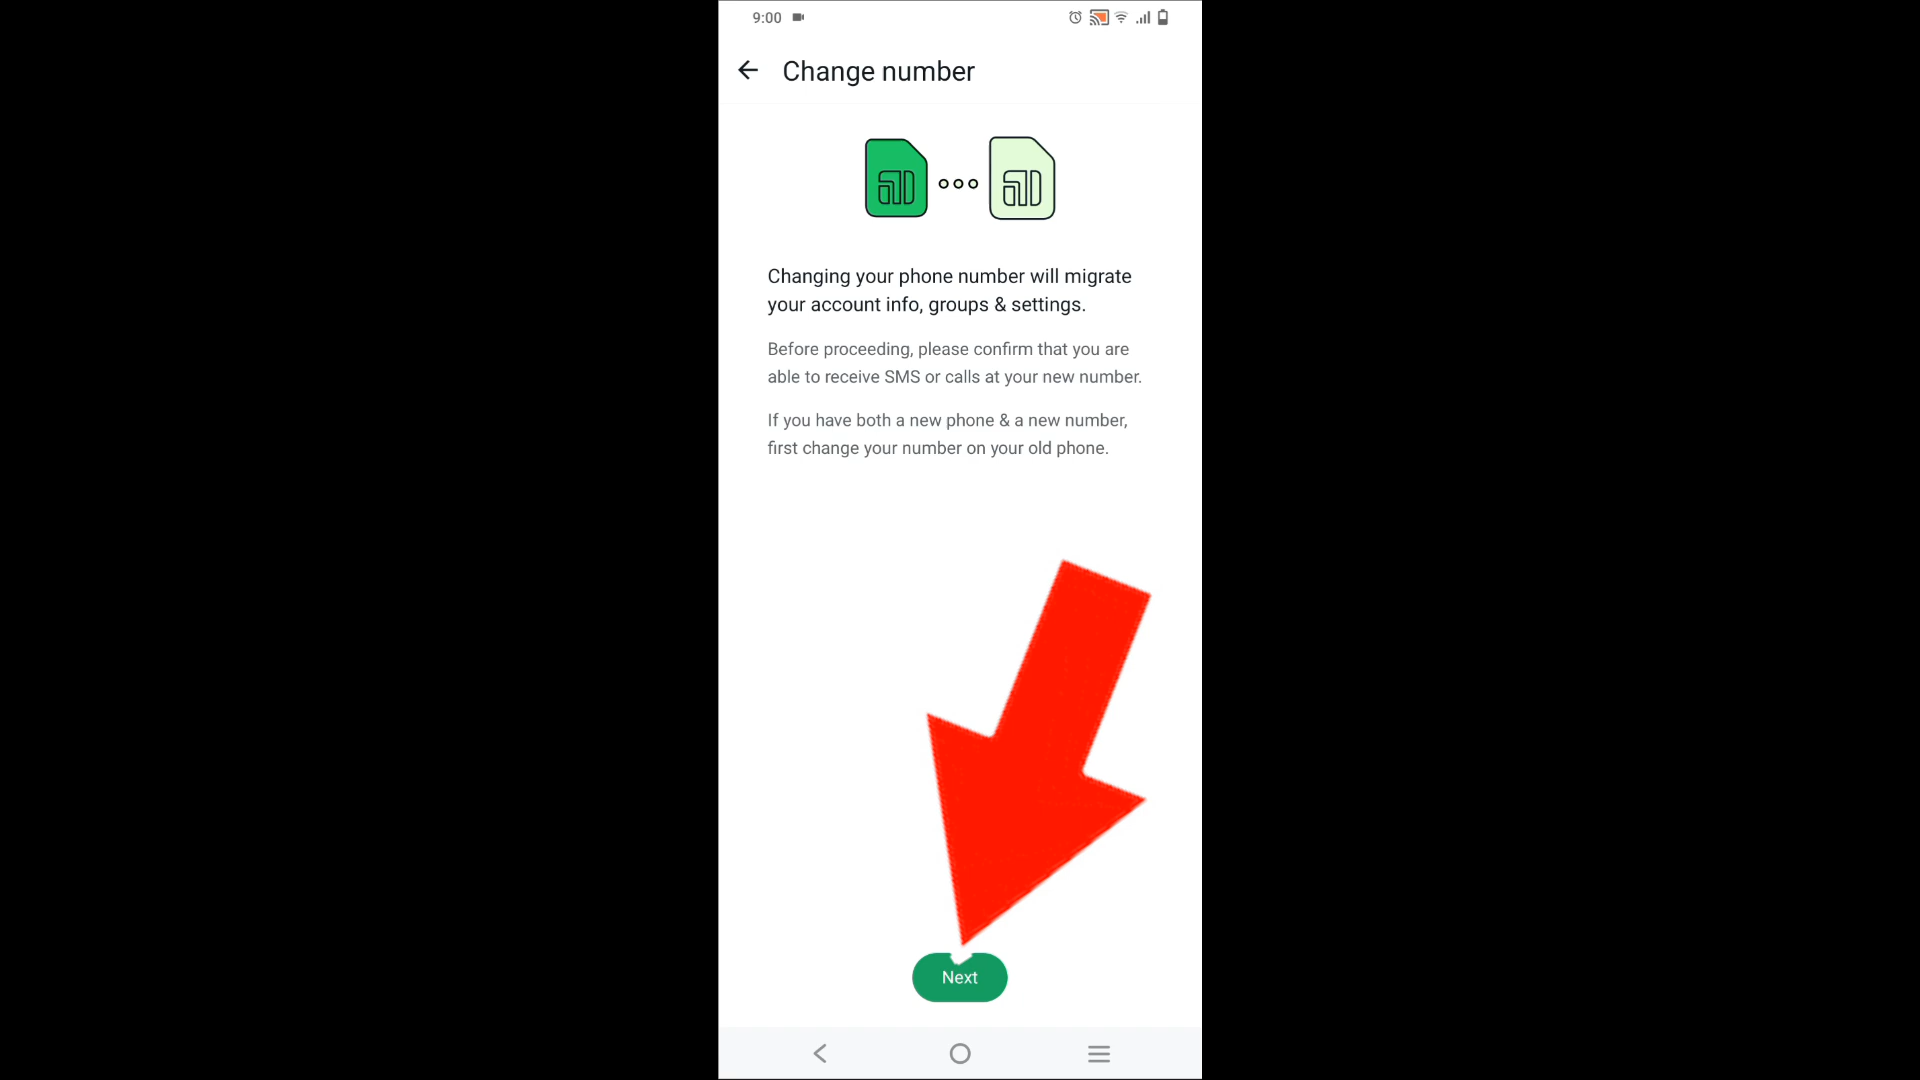 9:00
Change number
Changing your phone number will migrate
your account info, groups & settings.
Before proceeding, please confirm that you are
able to receive SMS or calls at your new number.
If you have both a new phone & a new number,
first change your number on your old phone.
Next